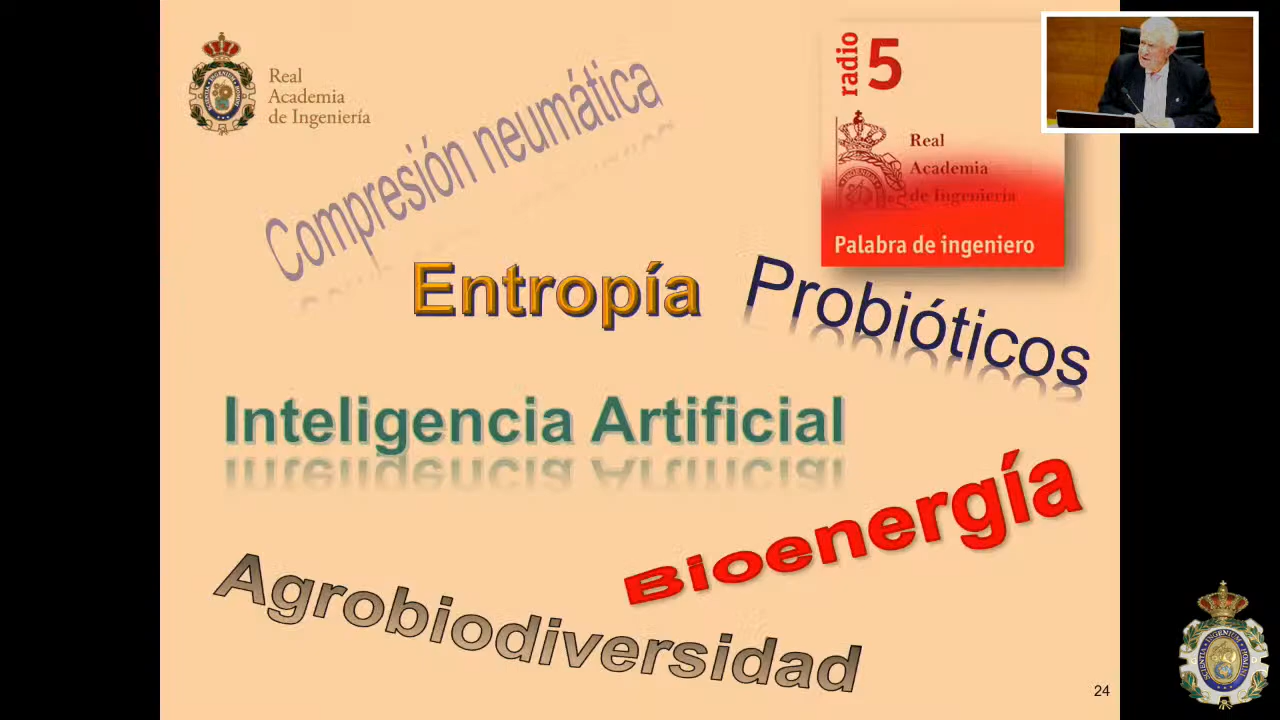 Real
Academia
de Ingeniería
radio 5
Real
Academia
de Ingeniería
Palabra de ingeniero
Compresión neumática
Entropía
Probióticos
Inteligencia Artificial
Bioenergía
Agrobiodiversidad
24